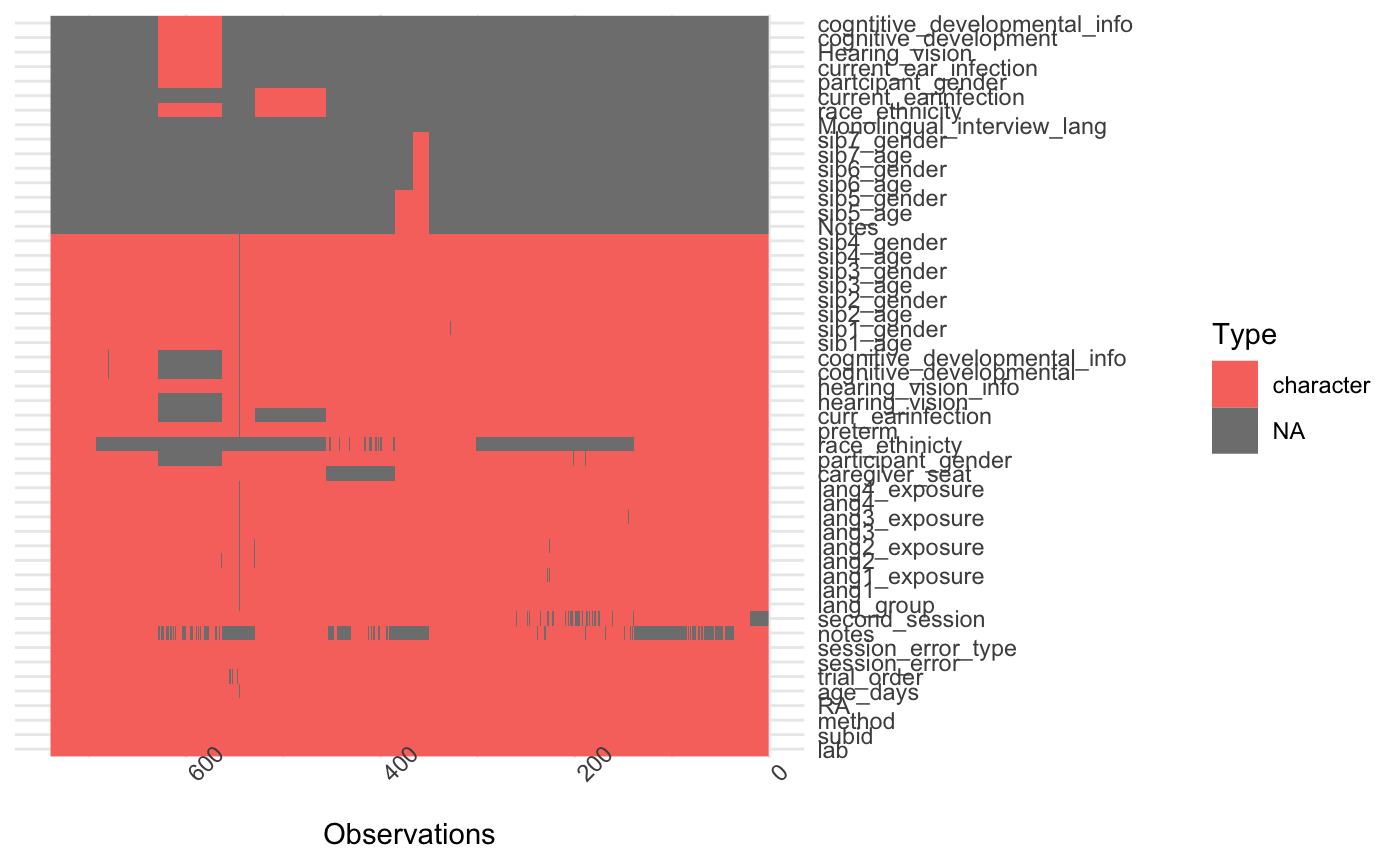 cogntitive_developmental_info
cognitive_development
Hearing_vision
current_ear_infection
partcipant_gender
current_earinfection
race_ethnicity
Monolingual_interview_lang
sib7_gender
sib7_age
sib6_gender
sib6_age
sib5_gender
sib5_age
Notes
sib4_gender
sib4_age
sib3_gender
sib3_age
sib2_gender
sib2_age
sib1_gender
sib1_age
cognitive_developmental_info
cognitive_developmental
hearing_vision_info
hearing_vision
curr_earinfection
preterm
race_ethinicty
participant_gender
caregiver_seat
lang4_exposure
lang4
lang3_exposure
lang3
lang2_exposure
lang2
lang1_exposure
lang1
lang_group
second_session
notes
session_error_type
session_error
trial_order
age_days
RA
method
subid
lab
Type
character
NA
600
400
200
0
Observations